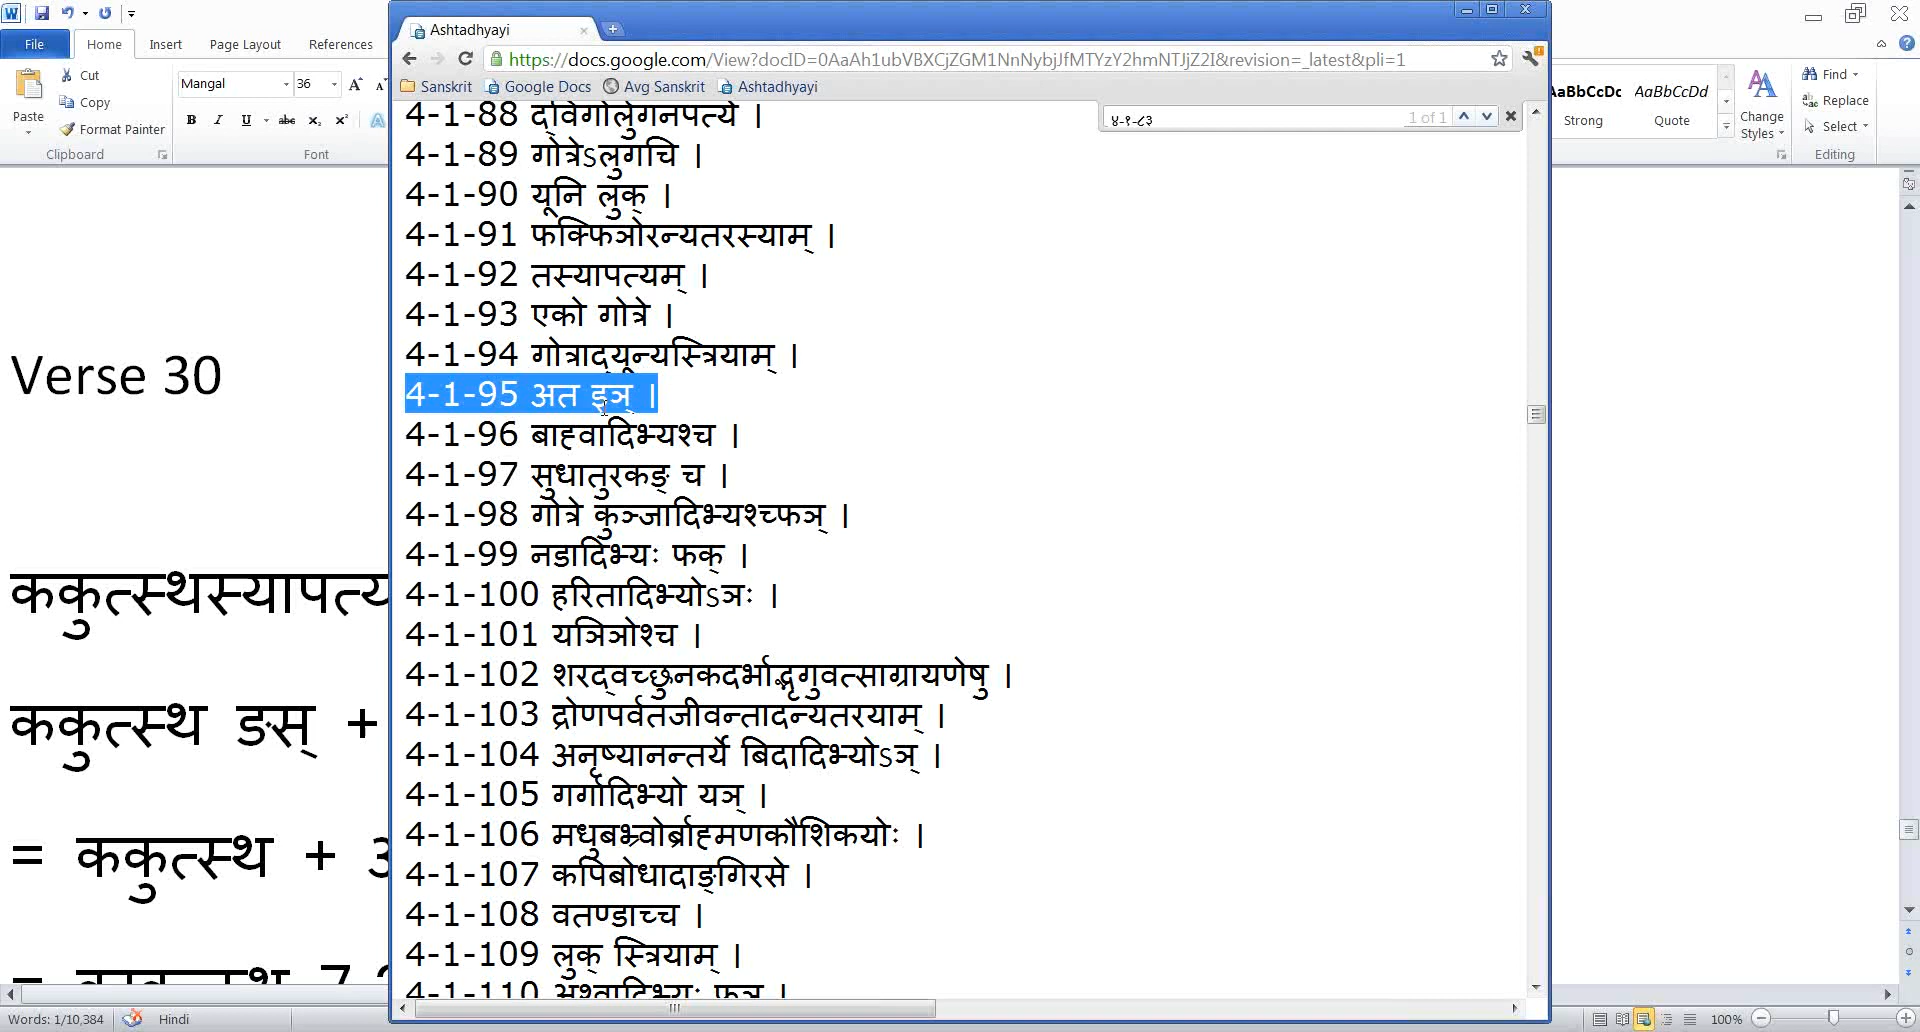 File Home Insert Page Layout References
Cut
Copy
Format Painter
Paste
Clipboard
Mangal 36
B I U abc x₂ x²
Font
Ashtadhyayi
https://docs.google.com/View?docID=0AaAh1ubVBXCjZGM1NnNybjJfMTYzY2hmNTJjZ2I&revision=_latest&pli=1
Sanskrit Google Docs Avg Sanskrit Ashtadhyayi
४-१-८३ 1 of 1
AaBbCcDc AaBbCcDd
Strong Quote
Change Styles
Find
Replace
Select
Editing
4-1-88 द्विगोर्लुगनपत्ये ।
4-1-89 गोत्रेऽलुगचि ।
4-1-90 यूनि लुक् ।
4-1-91 फक्फिञोरन्यतरस्याम् ।
4-1-92 तस्यापत्यम् ।
4-1-93 एको गोत्रे ।
4-1-94 गोत्राद्यून्यस्त्रियाम् ।
4-1-95 अत इञ् ।
4-1-96 बाह्वादिभ्यश्च ।
4-1-97 सुधातुरकङ् च ।
4-1-98 गोत्रे कुञ्जादिभ्यश्च्फञ् ।
4-1-99 नडादिभ्यः फक् ।
4-1-100 हरितादिभ्योऽञः ।
4-1-101 यञिञोश्च ।
4-1-102 शरद्वच्छुनकदर्भाद्भृगुवत्साग्रायणेषु ।
4-1-103 द्रोणपर्वतजीवन्तादन्यतरयाम् ।
4-1-104 अनृष्यानन्तर्ये बिदादिभ्योऽञ् ।
4-1-105 गर्गादिभ्यो यञ् ।
4-1-106 मधुबभ्र्वोर्ब्राह्मणकौशिकयोः ।
4-1-107 कपिबोधादाङ्गिरसे ।
4-1-108 वतण्डाच्च ।
4-1-109 लुक् स्त्रियाम् ।
4-1-110 अश्वादिभ्यः फञ् ।
Verse 30
ककुत्स्थस्यापत्य
ककुत्स्थ ङस् +
= ककुत्स्थ +
Words: 1/10,384 Hindi
100%